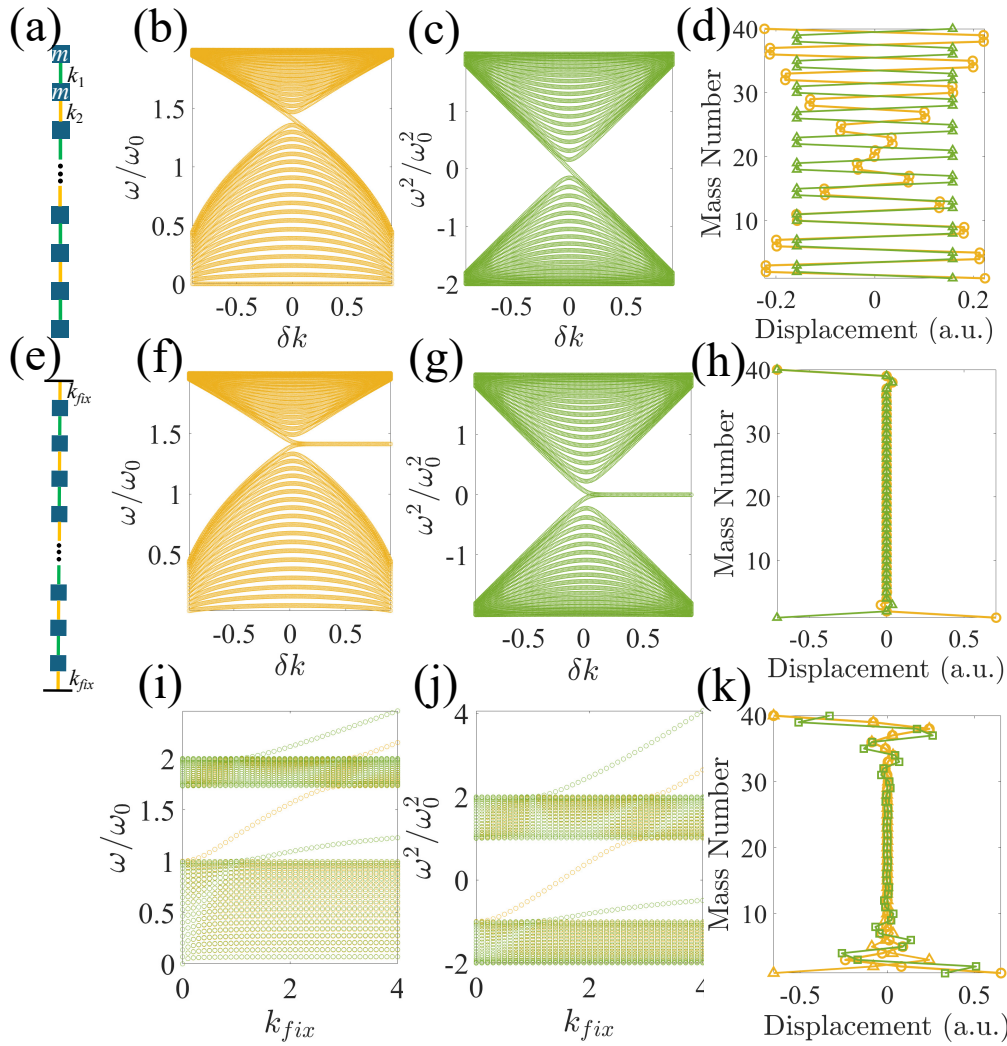 (a)
m
k1
m
k2
(b)
ω/ω0
1.5
1
0.5
0
-0.5
0
0.5
δk
(c)
ω²/ω0²
1
0
-1
-2
-0.5
0
0.5
δk
(d)
Mass Number
40
30
20
10
-0.2
0
0.2
Displacement (a.u.)
(e)
kfix
kfix
(f)
ω/ω0
1.5
1
0.5
-0.5
0
0.5
δk
(g)
ω²/ω0²
1
0
-1
-0.5
0
0.5
δk
(h)
Mass Number
40
30
20
10
-0.5
0
0.5
Displacement (a.u.)
(i)
ω/ω0
2
1.5
1
0.5
0
0
2
4
kfix
(j)
ω²/ω0²
4
2
0
-2
0
2
4
kfix
(k)
Mass Number
40
30
20
10
-0.5
0
0.5
Displacement (a.u.)